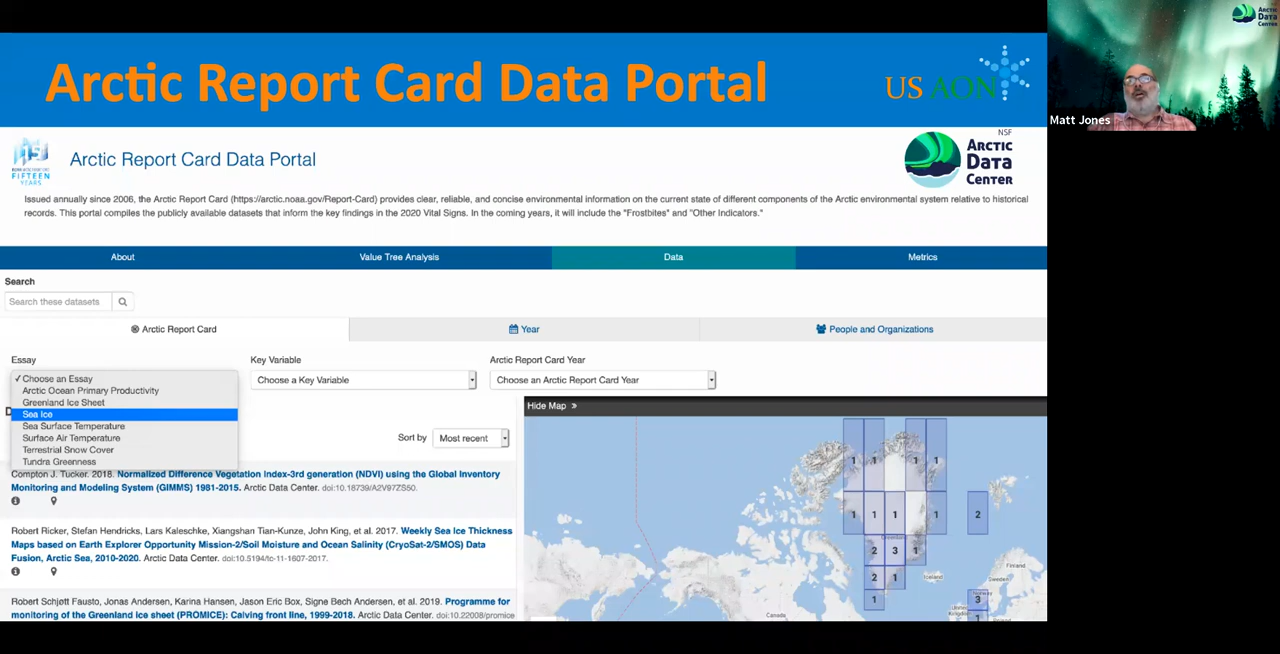 Arctic Report Card Data Portal
US AON
ARCTIC
DATA
CENTER
Matt Jones
FIFTEEN
YEARS
Arctic Report Card Data Portal
NSF
ARCTIC
DATA
CENTER
Issued annually since 2006, the Arctic Report Card (https://arctic.noaa.gov/Report-Card) provides clear, reliable, and concise environmental information on the current state of different components of the Arctic environmental system relative to historical
records. This portal compiles the publicly available datasets that inform the key findings in the 2020 Vital Signs. In the coming years, it will include the "Frostbites" and "Other Indicators."
About
Value Tree Analysis
Data
Metrics
Search
Search these datasets
Arctic Report Card
Year
People and Organizations
Essay
Key Variable
Arctic Report Card Year
Choose a Key Variable
Choose an Arctic Report Card Year
✓ Choose an Essay
Arctic Ocean Primary Productivity
Greenland Ice Sheet
Sea Ice
Sea Surface Temperature
Surface Air Temperature
Terrestrial Snow Cover
Tundra Greenness
D
Sort by
Most recent
Compton J. Tucker. 2018. Normalized Difference Vegetation Index-3rd generation (NDVI) using the Global Inventory
Monitoring and Modeling System (GIMMS) 1981-2015. Arctic Data Center. doi:10.18739/A2V97ZS50.
Robert Ricker, Stefan Hendricks, Lars Kaleschke, Xiangshan Tian-Kunze, John King, et al. 2017. Weekly Sea Ice Thickness
Maps based on Earth Explorer Opportunity Mission-2/Soil Moisture and Ocean Salinity (CryoSat-2/SMOS) Data
Fusion, Arctic Sea, 2010-2020. Arctic Data Center. doi:10.5194/tc-11-1607-2017.
Robert Schjøtt Fausto, Jonas Andersen, Karina Hansen, Jason Eric Box, Signe Bech Andersen, et al. 2019. Programme for
monitoring of the Greenland ice sheet (PROMICE): Calving front line, 1999-2018. Arctic Data Center. doi:10.22008/promice
Hide Map »
1 1 1 1
1 1 1 1 2
2 3 1
2 1
1
3
1
Iceland
Finland
Sweden
Norway
United
Kingdom
Canada